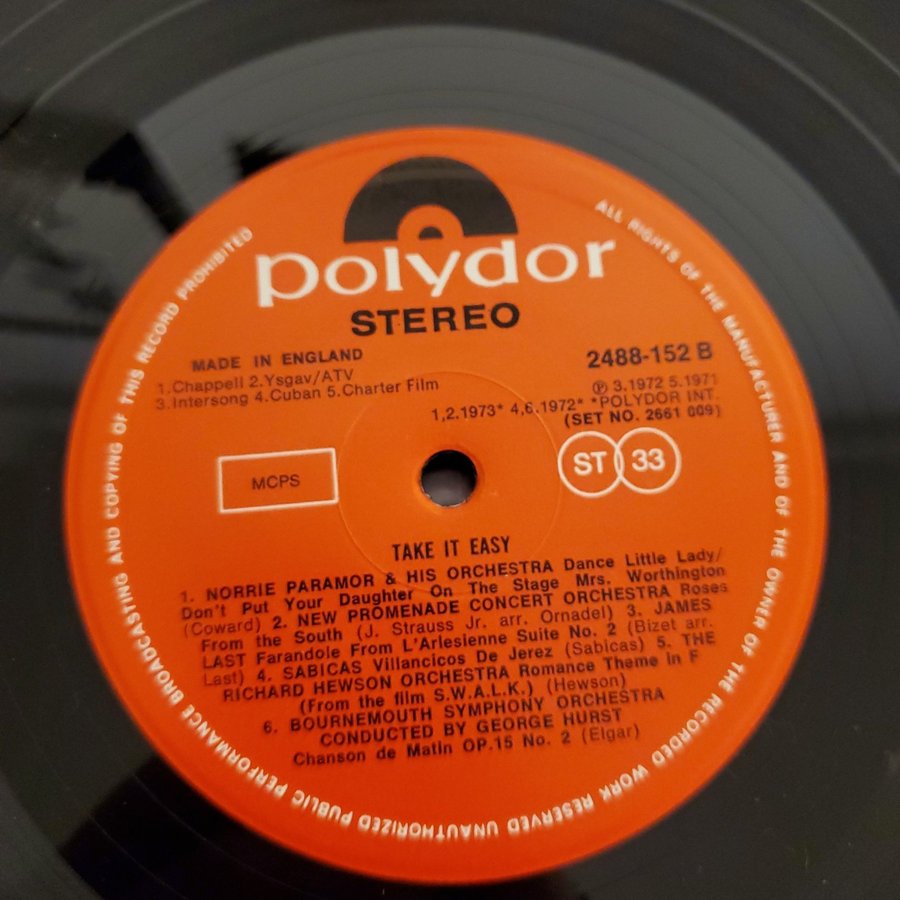 polydor
STEREO
MADE IN ENGLAND
1.Chappell 2.Ysgav/ATV
3.Intersong 4.Cuban 5.Charter Film
2488-152 B
℗ 3.1972 5.1971
1,2.1973* 4,6.1972* *POLYDOR INT.
(SET NO. 2661 009)
MCPS
ST 33
TAKE IT EASY
1. NORRIE PARAMOR & HIS ORCHESTRA Dance Little Lady/
Don't Put Your Daughter On The Stage Mrs. Worthington
(Coward) 2. NEW PROMENADE CONCERT ORCHESTRA Roses
From the South (J. Strauss Jr. arr. Ornadel) 3. JAMES
LAST Farandole From L'Arlesienne Suite No. 2 (Bizet arr.
Last) 4. SABICAS Villancicos De Jerez (Sabicas) 5. THE
RICHARD HEWSON ORCHESTRA Romance Theme in F
(From the film S.W.A.L.K.) (Hewson)
6. BOURNEMOUTH SYMPHONY ORCHESTRA
CONDUCTED BY GEORGE HURST
Chanson de Matin OP.15 No. 2 (Elgar)
ALL RIGHTS OF THE MANUFACTURER AND OF THE OWNER OF THE RECORDED WORK RESERVED UNAUTHORIZED PUBLIC PERFORMANCE BROADCASTING AND COPYING OF THIS RECORD PROHIBITED